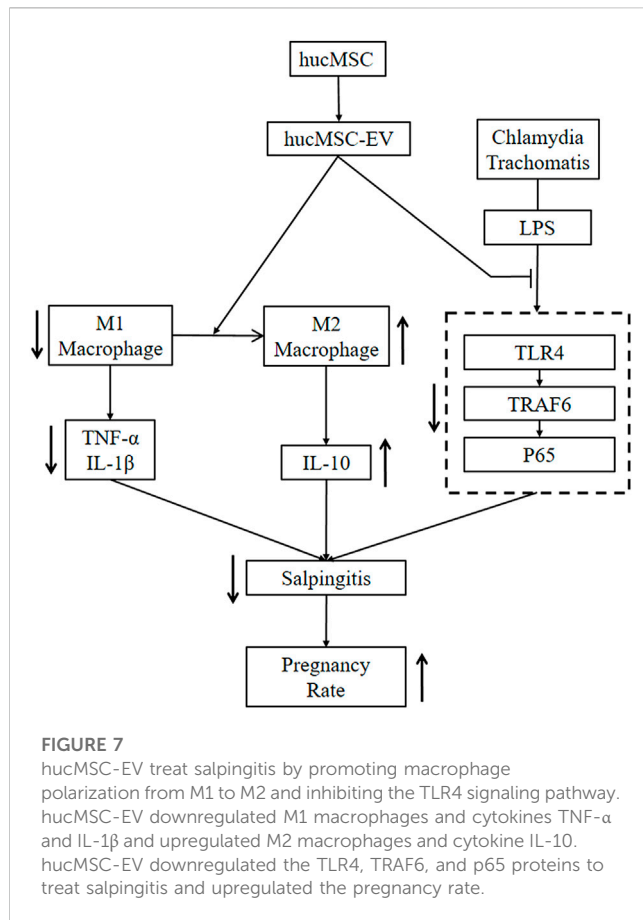 hucMSC
hucMSC-EV
Chlamydia
Trachomatis
LPS
M1
Macrophage
M2
Macrophage
TLR4
TRAF6
P65
TNF-α
IL-1β
IL-10
Salpingitis
Pregnancy
Rate
FIGURE 7
hucMSC-EV treat salpingitis by promoting macrophage
polarization from M1 to M2 and inhibiting the TLR4 signaling pathway.
hucMSC-EV downregulated M1 macrophages and cytokines TNF-α
and IL-1β and upregulated M2 macrophages and cytokine IL-10.
hucMSC-EV downregulated the TLR4, TRAF6, and p65 proteins to
treat salpingitis and upregulated the pregnancy rate.